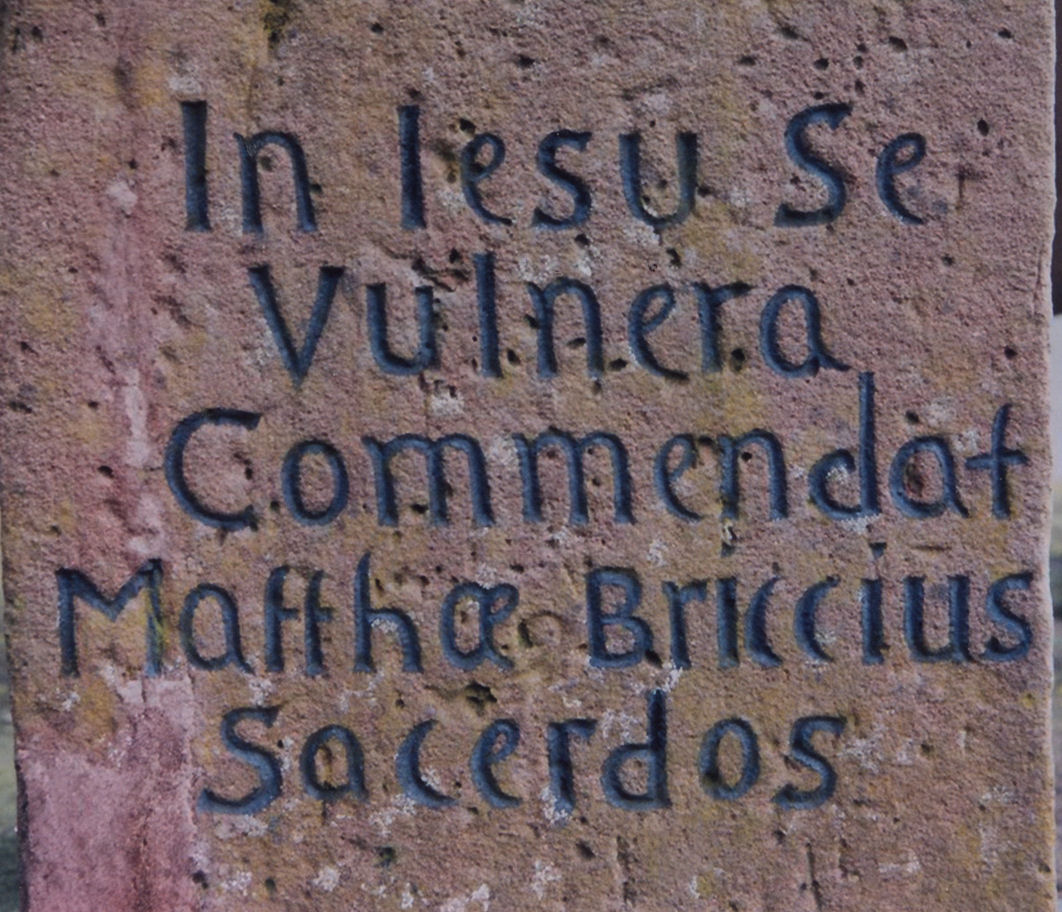 In Iesu Se
Vulnera
Commendat
Matthæ Briccius
Sacerdos